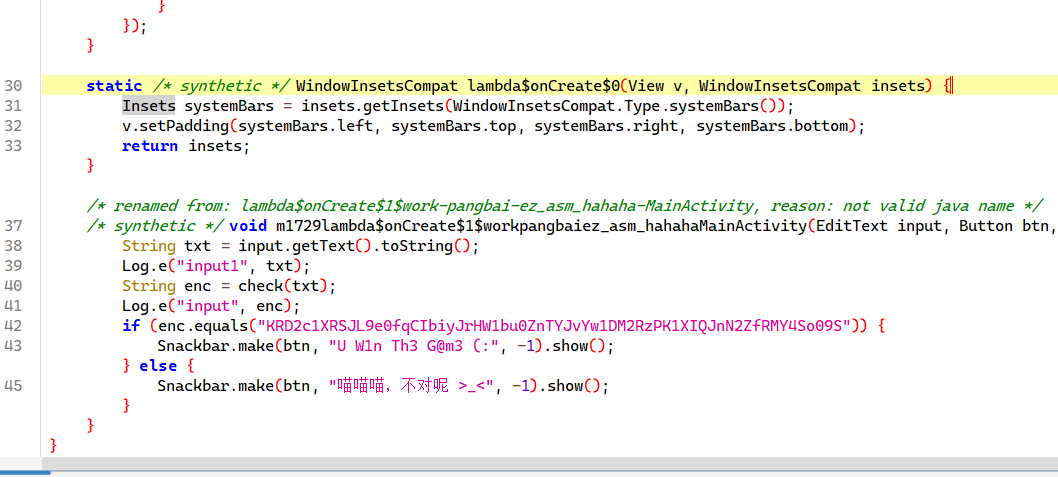 }
});
}
30 static /* synthetic */ WindowInsetsCompat lambda$onCreate$0(View v, WindowInsetsCompat insets) {
31 Insets systemBars = insets.getInsets(WindowInsetsCompat.Type.systemBars());
32 v.setPadding(systemBars.left, systemBars.top, systemBars.right, systemBars.bottom);
33 return insets;
}
/* renamed from: lambda$onCreate$1$work-pangbai-ez_asm_hahaha-MainActivity, reason: not valid java name */
37 /* synthetic */ void m1729lambda$onCreate$1$workpangbaiez_asm_hahahaMainActivity(EditText input, Button btn,
38 String txt = input.getText().toString();
39 Log.e("input1", txt);
40 String enc = check(txt);
41 Log.e("input", enc);
42 if (enc.equals("KRD2c1XRSJL9e0fqCIbiyJrHW1bu0ZnTYJvYw1DM2RzPK1XIQJnN2ZfRMY4So09S")) {
43 Snackbar.make(btn, "U W1n Th3 G@m3 (:", -1).show();
} else {
45 Snackbar.make(btn, "喵喵喵，不对呢 >_<", -1).show();
}
}
}